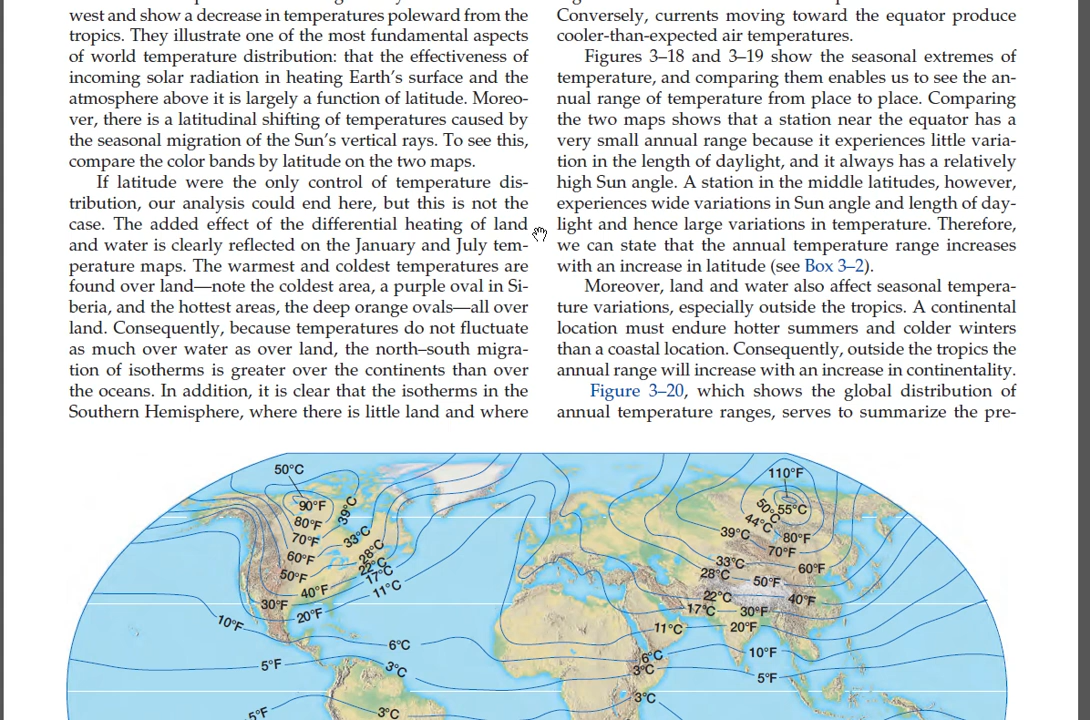 west and show a decrease in temperatures poleward from the
tropics. They illustrate one of the most fundamental aspects
of world temperature distribution: that the effectiveness of
incoming solar radiation in heating Earth's surface and the
atmosphere above it is largely a function of latitude. Moreo-
ver, there is a latitudinal shifting of temperatures caused by
the seasonal migration of the Sun's vertical rays. To see this,
compare the color bands by latitude on the two maps.
If latitude were the only control of temperature dis-
tribution, our analysis could end here, but this is not the
case. The added effect of the differential heating of land
and water is clearly reflected on the January and July tem-
perature maps. The warmest and coldest temperatures are
found over land—note the coldest area, a purple oval in Si-
beria, and the hottest areas, the deep orange ovals—all over
land. Consequently, because temperatures do not fluctuate
as much over water as over land, the north–south migra-
tion of isotherms is greater over the continents than over
the oceans. In addition, it is clear that the isotherms in the
Southern Hemisphere, where there is little land and where
Conversely, currents moving toward the equator produce
cooler-than-expected air temperatures.
Figures 3–18 and 3–19 show the seasonal extremes of
temperature, and comparing them enables us to see the an-
nual range of temperature from place to place. Comparing
the two maps shows that a station near the equator has a
very small annual range because it experiences little varia-
tion in the length of daylight, and it always has a relatively
high Sun angle. A station in the middle latitudes, however,
experiences wide variations in Sun angle and length of day-
light and hence large variations in temperature. Therefore,
we can state that the annual temperature range increases
with an increase in latitude (see Box 3–2).
Moreover, land and water also affect seasonal tempera-
ture variations, especially outside the tropics. A continental
location must endure hotter summers and colder winters
than a coastal location. Consequently, outside the tropics the
annual range will increase with an increase in continentality.
Figure 3–20, which shows the global distribution of
annual temperature ranges, serves to summarize the pre-
50°C
90°F
80°F
70°F
60°F
50°F
40°F
30°F
20°F
10°F
5°F
5°F
39°C
33°C
28°C
22°C
17°C
11°C
6°C
3°C
3°C
110°F
50°C
55°C
44°C
39°C
80°F
70°F
33°C
60°F
28°C
50°F
22°C
40°F
17°C
30°F
11°C
20°F
6°C
10°F
3°C
5°F
3°C